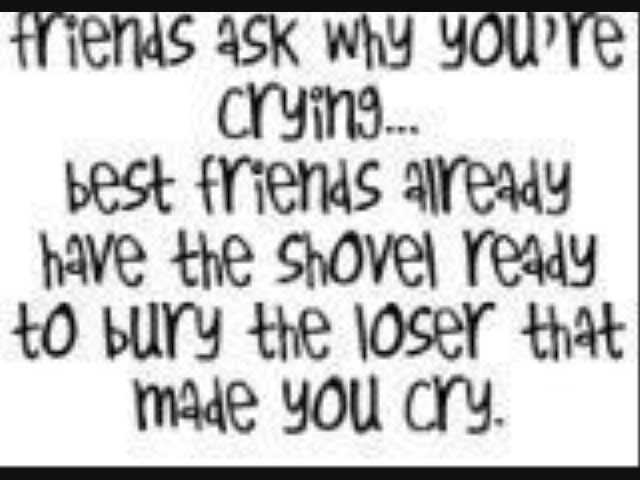 friends ask why you're
crying...
best friends already
have the shovel ready
to bury the loser that
made you cry.